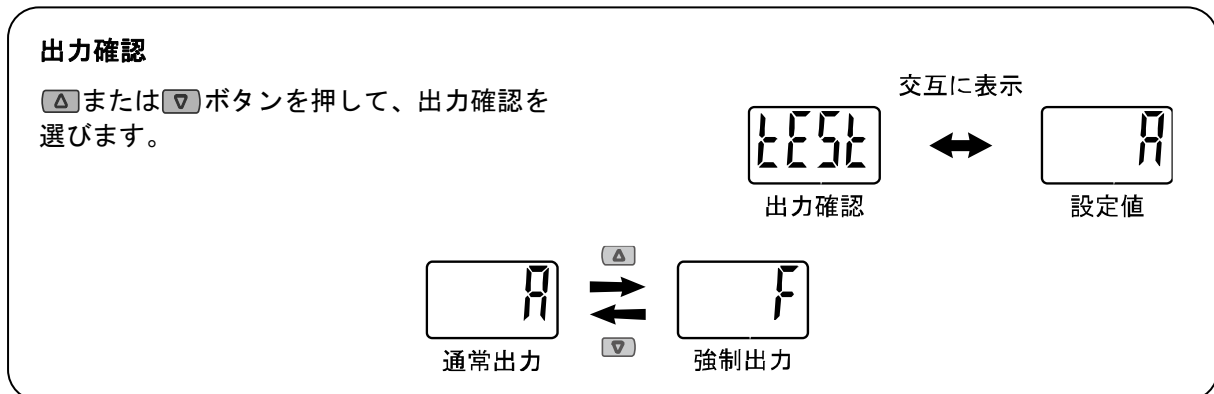 出力確認
△または▽ボタンを押して、出力確認を
選びます。
交互に表示
tESt A
出力確認 設定値
A F
通常出力 強制出力